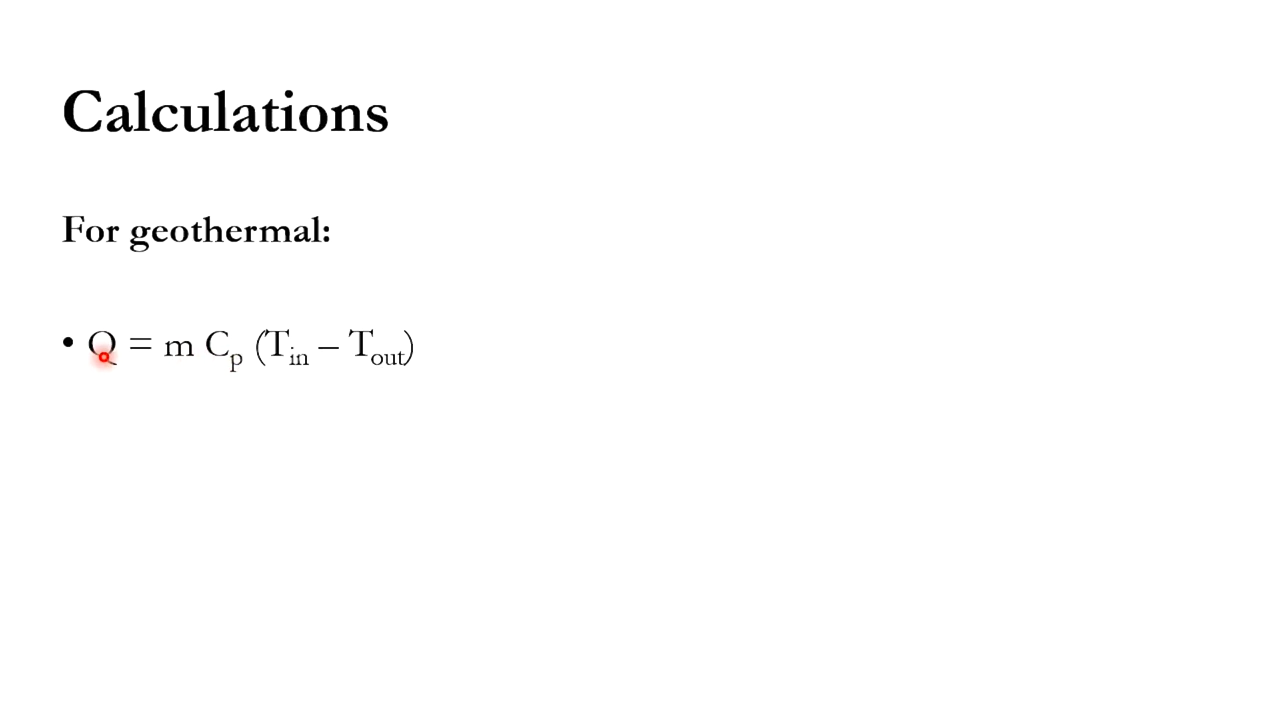 Calculations
For geothermal:
• Q = m Cₚ (Tᵢₙ – Tₒᵤₜ)